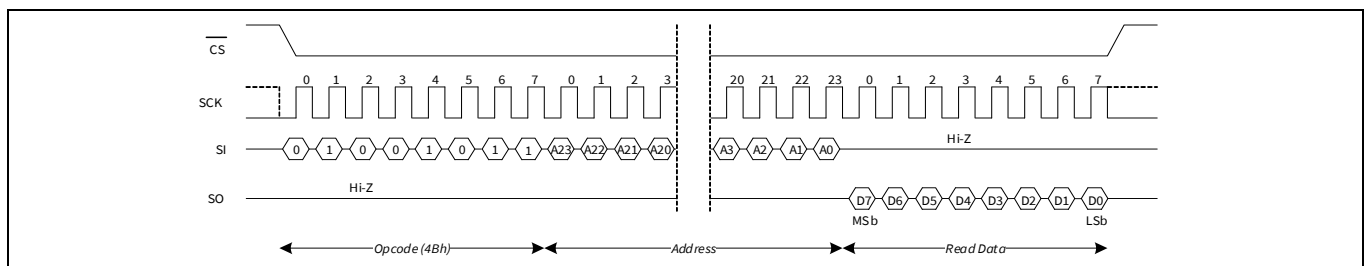 CS
0 1 2 3 4 5 6 7 0 1 2 3 20 21 22 23 0 1 2 3 4 5 6 7
SCK
Hi-Z
SI 0 1 0 0 1 0 1 1 A23 A22 A21 A20 A3 A2 A1 A0
Hi-Z
SO D7 D6 D5 D4 D3 D2 D1 D0
MSb LSb
Opcode (4Bh) Address Read Data